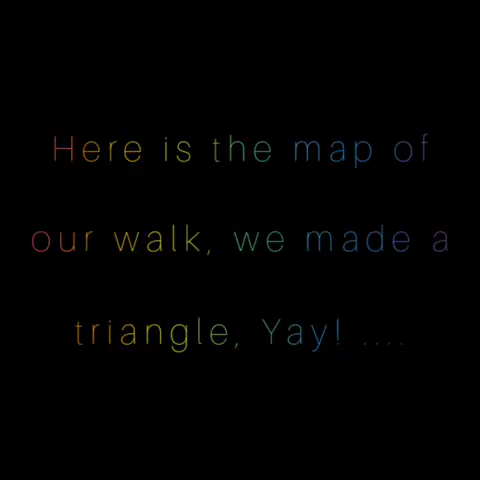 Here is the map of
our walk, we made a
triangle, Yay! ....